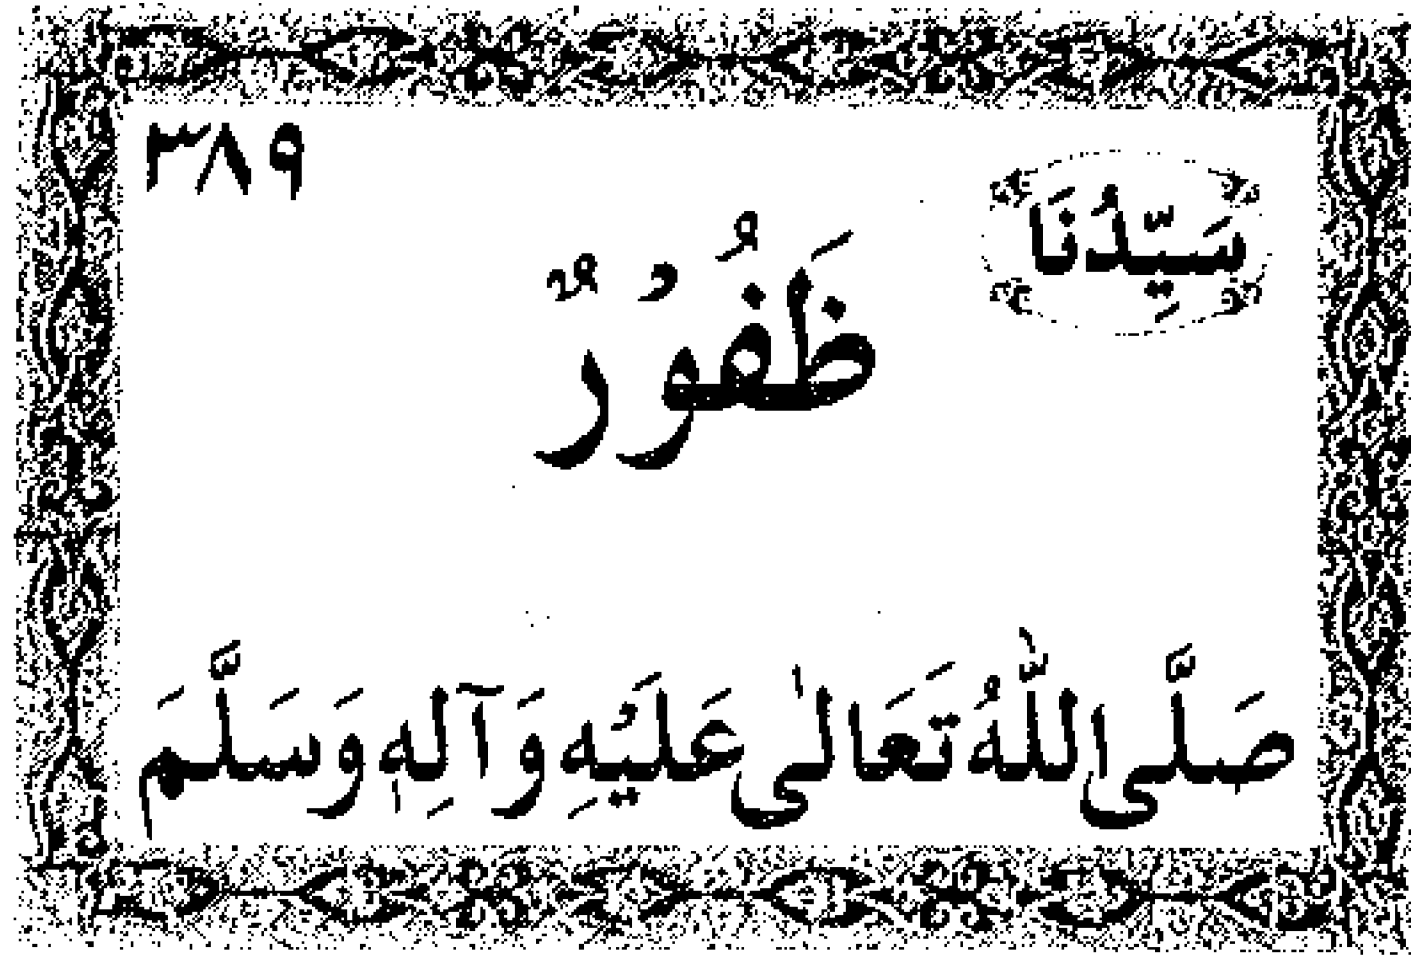 ٣٨٩
سَيِّدُنَا
ظَفُوْرٌ
صَلَّى اللّٰهُ تَعَالٰى عَلَيْهِ وَآلِهٖ وَسَلَّمَ